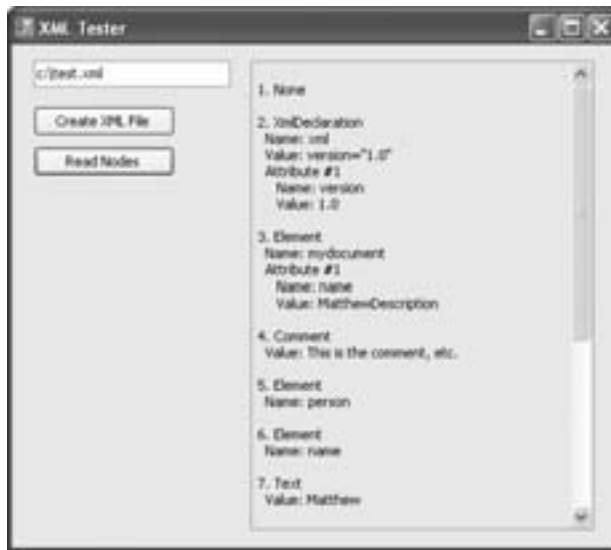 XML Tester
c:\test.xml
Create XML File
Read Nodes
1. None
2. XmlDeclaration
Name: xml
Value: version="1.0"
Attribute #1
Name: version
Value: 1.0
3. Element
Name: mydocument
Attribute #1
Name: name
Value: MatthewDescription
4. Comment
Value: This is the comment, etc.
5. Element
Name: person
6. Element
Name: name
7. Text
Value: Matthew